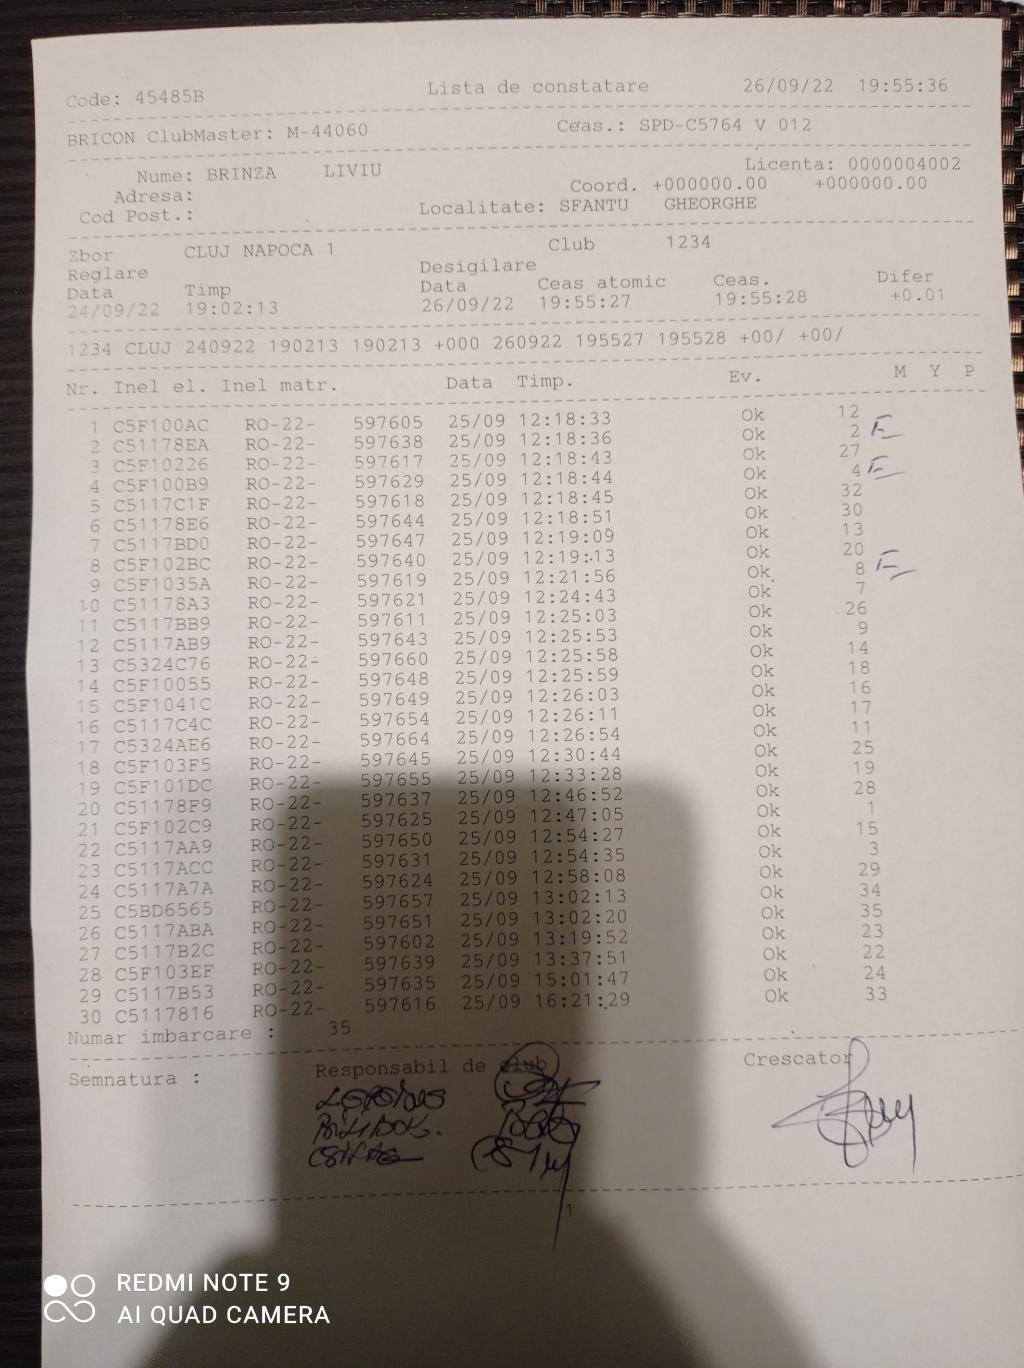 Code: 45485B Lista de constatare 26/09/22 19:55:36
BRICON ClubMaster: M-44060 Ceas.: SPD-C5764 V 012
Nume: BRINZA LIVIU Licenta: 0000004002
Adresa: Coord. +000000.00 +000000.00
Cod Post.: Localitate: SFANTU GHEORGHE
Zbor CLUJ NAPOCA 1 Club 1234
Reglare Desigilare
Data Timp Data Ceas atomic Ceas. Difer
24/09/22 19:02:13 26/09/22 19:55:27 19:55:28 +0.01
1234 CLUJ 240922 190213 190213 +000 260922 195527 195528 +00/ +00/
Nr. Inel el. Inel matr. Data Timp. Ev. M Y P
1 C5F100AC RO-22- 597605 25/09 12:18:33 Ok 12
2 C51178EA RO-22- 597638 25/09 12:18:36 Ok 2 F
3 C5F10226 RO-22- 597617 25/09 12:18:43 Ok 27
4 C5F100B9 RO-22- 597629 25/09 12:18:44 Ok 4 F
5 C5117C1F RO-22- 597618 25/09 12:18:45 Ok 32
6 C51178E6 RO-22- 597644 25/09 12:18:51 Ok 30
7 C5117BD0 RO-22- 597647 25/09 12:19:09 Ok 13
8 C5F102BC RO-22- 597640 25/09 12:19:13 Ok 20
9 C5F1035A RO-22- 597619 25/09 12:21:56 Ok 8 F
10 C51178A3 RO-22- 597621 25/09 12:24:43 Ok 7
11 C5117BB9 RO-22- 597611 25/09 12:25:03 Ok 26
12 C5117AB9 RO-22- 597643 25/09 12:25:53 Ok 9
13 C5324C76 RO-22- 597660 25/09 12:25:58 Ok 14
14 C5F10055 RO-22- 597648 25/09 12:25:59 Ok 18
15 C5F1041C RO-22- 597649 25/09 12:26:03 Ok 16
16 C5117C4C RO-22- 597654 25/09 12:26:11 Ok 17
17 C5324AE6 RO-22- 597664 25/09 12:26:54 Ok 11
18 C5F103F5 RO-22- 597645 25/09 12:30:44 Ok 25
19 C5F101DC RO-22- 597655 25/09 12:33:28 Ok 19
20 C51178F9 RO-22- 597637 25/09 12:46:52 Ok 28
21 C5F102C9 RO-22- 597625 25/09 12:47:05 Ok 1
22 C5117AA9 RO-22- 597650 25/09 12:54:27 Ok 15
23 C5117ACC RO-22- 597631 25/09 12:54:35 Ok 3
24 C5117A7A RO-22- 597624 25/09 12:58:08 Ok 29
25 C5BD6565 RO-22- 597657 25/09 13:02:13 Ok 34
26 C5117ABA RO-22- 597651 25/09 13:02:20 Ok 35
27 C5117B2C RO-22- 597602 25/09 13:19:52 Ok 23
28 C5F103EF RO-22- 597639 25/09 13:37:51 Ok 22
29 C5117B53 RO-22- 597635 25/09 15:01:47 Ok 24
30 C5117816 RO-22- 597616 25/09 16:21:29 Ok 33
Numar imbarcare : 35
Semnatura : Responsabil de club Crescator
1
REDMI NOTE 9
AI QUAD CAMERA